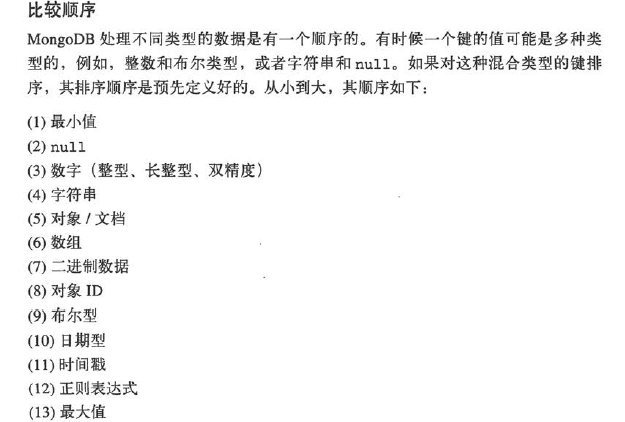 比较顺序
MongoDB 处理不同类型的数据是有一个顺序的。有时候一个键的值可能是多种类
型的，例如，整数和布尔类型，或者字符串和null。如果对这种混合类型的键排
序，其排序顺序是预先定义好的。从小到大，其顺序如下：
(1) 最小值
(2) null
(3) 数字（整型、长整型、双精度）
(4) 字符串
(5) 对象 / 文档
(6) 数组
(7) 二进制数据
(8) 对象 ID
(9) 布尔型
(10) 日期型
(11) 时间戳
(12) 正则表达式
(13) 最大值